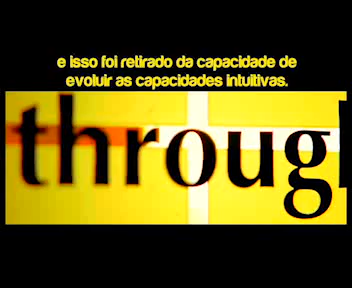 e isso foi retirado da capacidade de
evoluir as capacidades intuitivas.
throug